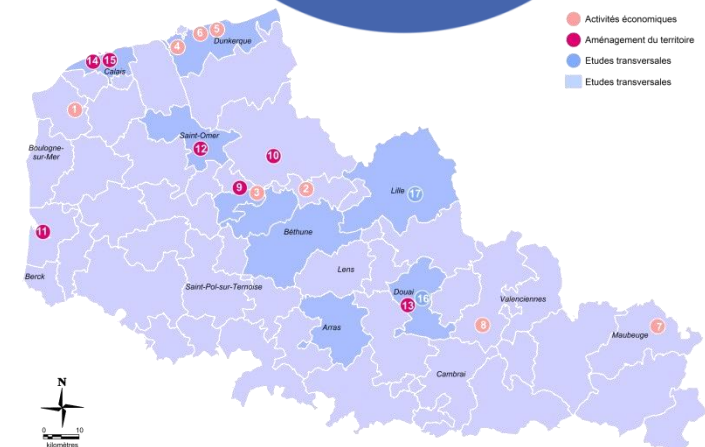 Activités économiques
Aménagement du territoire
Etudes transversales
Etudes transversales
5
6
4
Dunkerque
14 15
Calais
1
Saint-Omer
12
Boulogne-
sur-Mer
10
9
3
2
Lille
17
11
Béthune
Berck
Saint-Pol-sur-Ternoise
Lens
Douai
16
13
Valenciennes
Arras
8
7
Maubeuge
Cambrai
N
0 10
kilomètres